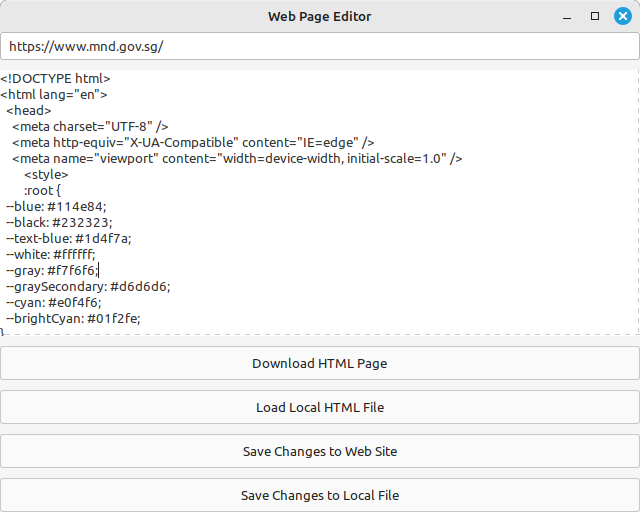 Web Page Editor
https://www.mnd.gov.sg/
<!DOCTYPE html>
<html lang="en">
<head>
<meta charset="UTF-8" />
<meta http-equiv="X-UA-Compatible" content="IE=edge" />
<meta name="viewport" content="width=device-width, initial-scale=1.0" />
<style>
:root {
--blue: #114e84;
--black: #232323;
--text-blue: #1d4f7a;
--white: #ffffff;
--gray: #f7f6f6;
--graySecondary: #d6d6d6;
--cyan: #e0f4f6;
--brightCyan: #01f2fe;
}
Download HTML Page
Load Local HTML File
Save Changes to Web Site
Save Changes to Local File